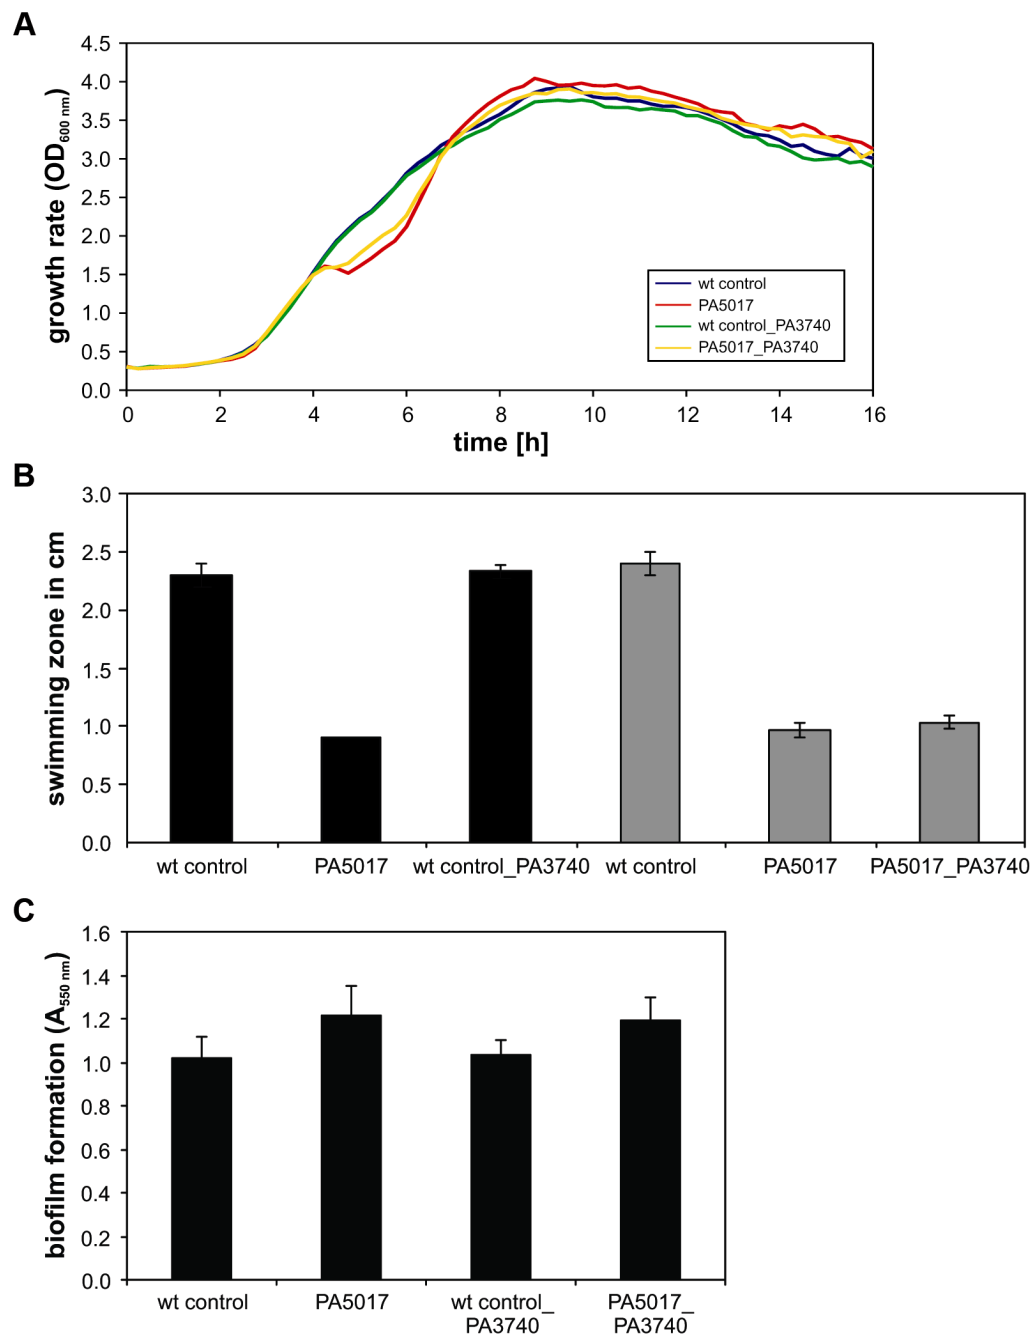 A
growth rate (OD600 nm)
4.5
4.0
3.5
3.0
2.5
2.0
1.5
1.0
0.5
0.0
wt control
PA5017
wt control_PA3740
PA5017_PA3740
0 2 4 6 8 10 12 14 16
time [h]
B
swimming zone in cm
3.0
2.5
2.0
1.5
1.0
0.5
0.0
wt control PA5017 wt control_PA3740 wt control PA5017 PA5017_PA3740
C
biofilm formation (A550 nm)
1.6
1.4
1.2
1.0
0.8
0.6
0.4
0.2
0.0
wt control PA5017 wt control_ PA5017_
PA3740 PA3740